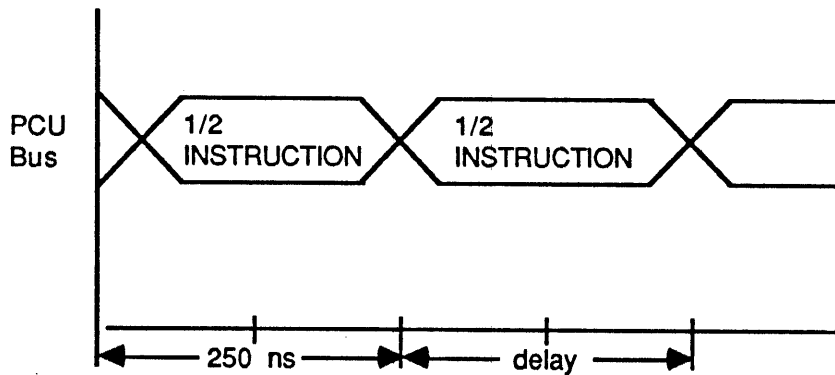 PCU
Bus
1/2
INSTRUCTION
1/2
INSTRUCTION
250 ns
delay